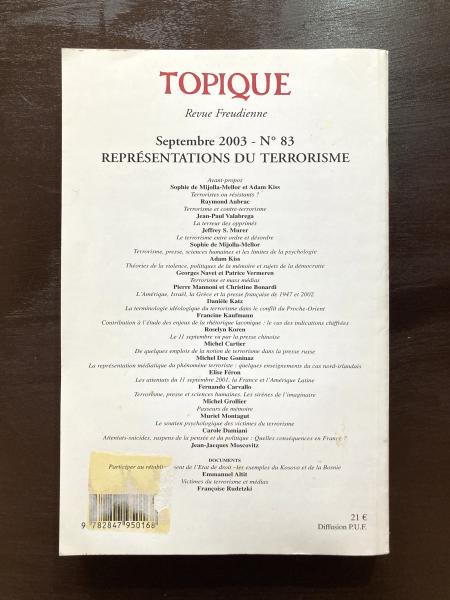 TOPIQUE
Revue Freudienne
Septembre 2003 - N° 83
REPRÉSENTATIONS DU TERRORISME
Avant-propos
Sophie de Mijolla-Mellor et Adam Kiss
Terroristes ou résistants ?
Raymond Aubrac
Terrorisme et contre-terrorisme
Jean-Paul Valabrega
La terreur des opprimés
Jeffrey S. Murer
Le terrorisme entre ordre et désordre
Sophie de Mijolla-Mellor
Terrorisme, presse, sciences humaines et les limites de la psychologie
Adam Kiss
Théories de la violence, politiques de la mémoire et sujets de la démocratie
Georges Navet et Patrice Vermeren
Terrorisme et mass médias
Pierre Mannoni et Christine Bonardi
L'Amérique, Israël, la Grèce et la presse française de 1947 et 2002
Danièle Katz
La terminologie idéologique du terrorisme dans le conflit du Proche-Orient
Francine Kaufmann
Contribution à l'étude des enjeux de la rhétorique laconique : le cas des indications chiffrées
Roselyn Koren
Le 11 septembre vu par la presse chinoise
Michel Cartier
De quelques emplois de la notion de terrorisme dans la presse russe
Michel Duc Goninaz
La représentation médiatique du phénomène terroriste : quelques enseignements du cas nord-irlandais
Elise Féron
Les attentats du 11 septembre 2001, la France et l'Amérique Latine
Fernando Carvallo
Terrorisme, presse et sciences humaines. Les sirènes de l'imaginaire
Michel Grollier
Passeurs de mémoire
Muriel Montagut
Le soutien psychologique des victimes du terrorisme
Carole Damiani
Attentats-suicides, suspens de la pensée et du politique : Quelles conséquences en France ?
Jean-Jacques Moscovitz
DOCUMENTS
Participer au rétablissement de l'Etat de droit -les exemples du Kosovo et de la Bosnie
Emmanuel Altit
Victimes du terrorisme et médias
Françoise Rudetzki
9 782847 950168
21 €
Diffusion P.U.F.